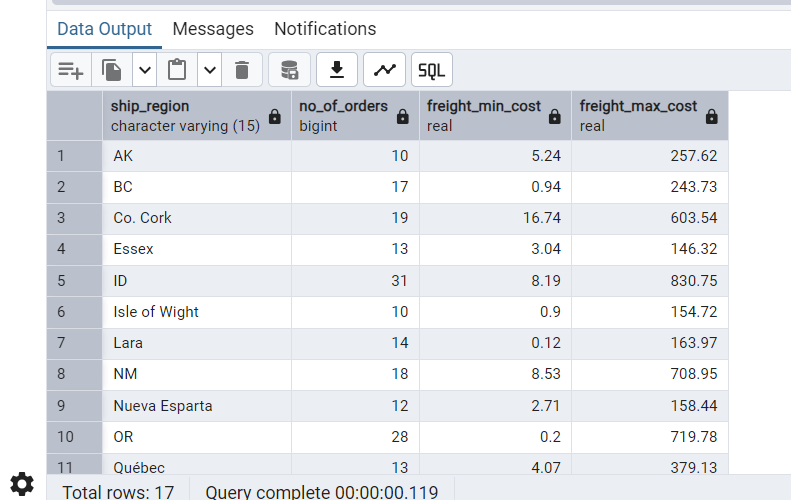 Data Output Messages Notifications
SQL
ship_region no_of_orders freight_min_cost freight_max_cost
character varying (15) bigint real real
1 AK 10 5.24 257.62
2 BC 17 0.94 243.73
3 Co. Cork 19 16.74 603.54
4 Essex 13 3.04 146.32
5 ID 31 8.19 830.75
6 Isle of Wight 10 0.9 154.72
7 Lara 14 0.12 163.97
8 NM 18 8.53 708.95
9 Nueva Esparta 12 2.71 158.44
10 OR 28 0.2 719.78
11 Québec 13 4.07 379.13
Total rows: 17 Query complete 00:00:00.119